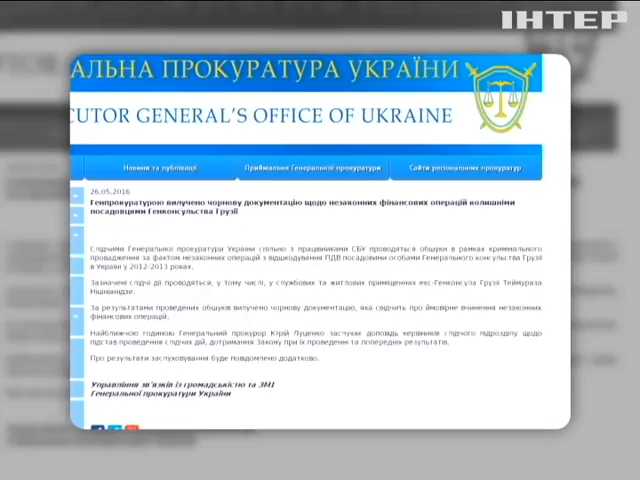 ІНТЕР
АЛЬНА ПРОКУРАТУРА УКРАЇНИ
CUTOR GENERAL'S OFFICE OF UKRAINE
Новини та публікації
Приймальня Генеральної прокуратури
Сайти регіональних прокуратур
26.05.2016
Генпрокуратурою вилучено чорнову документацію щодо незаконних фінансових операцій колишніми
посадовцями Генконсульства Грузії
Слідчими Генеральної прокуратури України спільно з працівниками СБУ проводяться обшуки в рамках кримінального
провадження за фактом незаконних операцій з відшкодування ПДВ посадовими особами Генерального консульства Грузії
в Україні у 2012-2013 роках.
Зазначені слідчі дії проводяться, у тому числі, у службових та житлових приміщеннях екс-Генконсула Грузії Теймураза
Нішніанідзе.
За результатами проведених обшуків вилучено чорнову документацію, яка свідчить про ймовірне вчинення незаконних
фінансових операцій.
Найближчою годиною Генеральний прокурор Юрій Луценко заслухає доповідь керівників слідчого підрозділу щодо
підстав проведення слідчих дій, дотримання Закону при їх проведенні та попередніх результатів.
Про результати заслуховування буде повідомлено додатково.
Управління зв'язків із громадськістю та ЗМІ
Генеральної прокуратури України